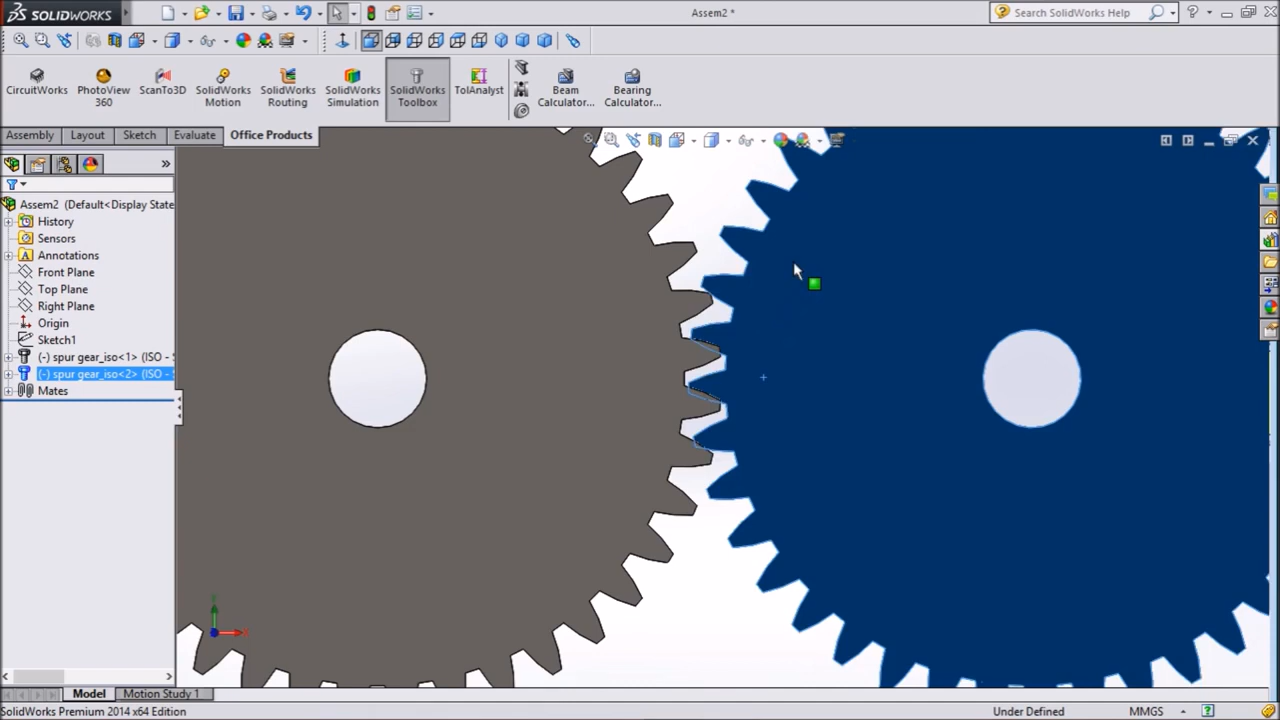 SOLIDWORKS
Assem2 *
Search SolidWorks Help
CircuitWorks
PhotoView
360
ScanTo3D
SolidWorks
Motion
SolidWorks
Routing
SolidWorks
Simulation
SolidWorks
Toolbox
TolAnalyst
Beam
Calculator...
Bearing
Calculator...
Assembly
Layout
Sketch
Evaluate
Office Products
Assem2 (Default<Display State
History
Sensors
Annotations
Front Plane
Top Plane
Right Plane
Origin
Sketch1
(-) spur gear_iso<1> (ISO - S
(-) spur gear_iso<2> (ISO - S
Mates
Model
Motion Study 1
SolidWorks Premium 2014 x64 Edition
Under Defined
MMGS